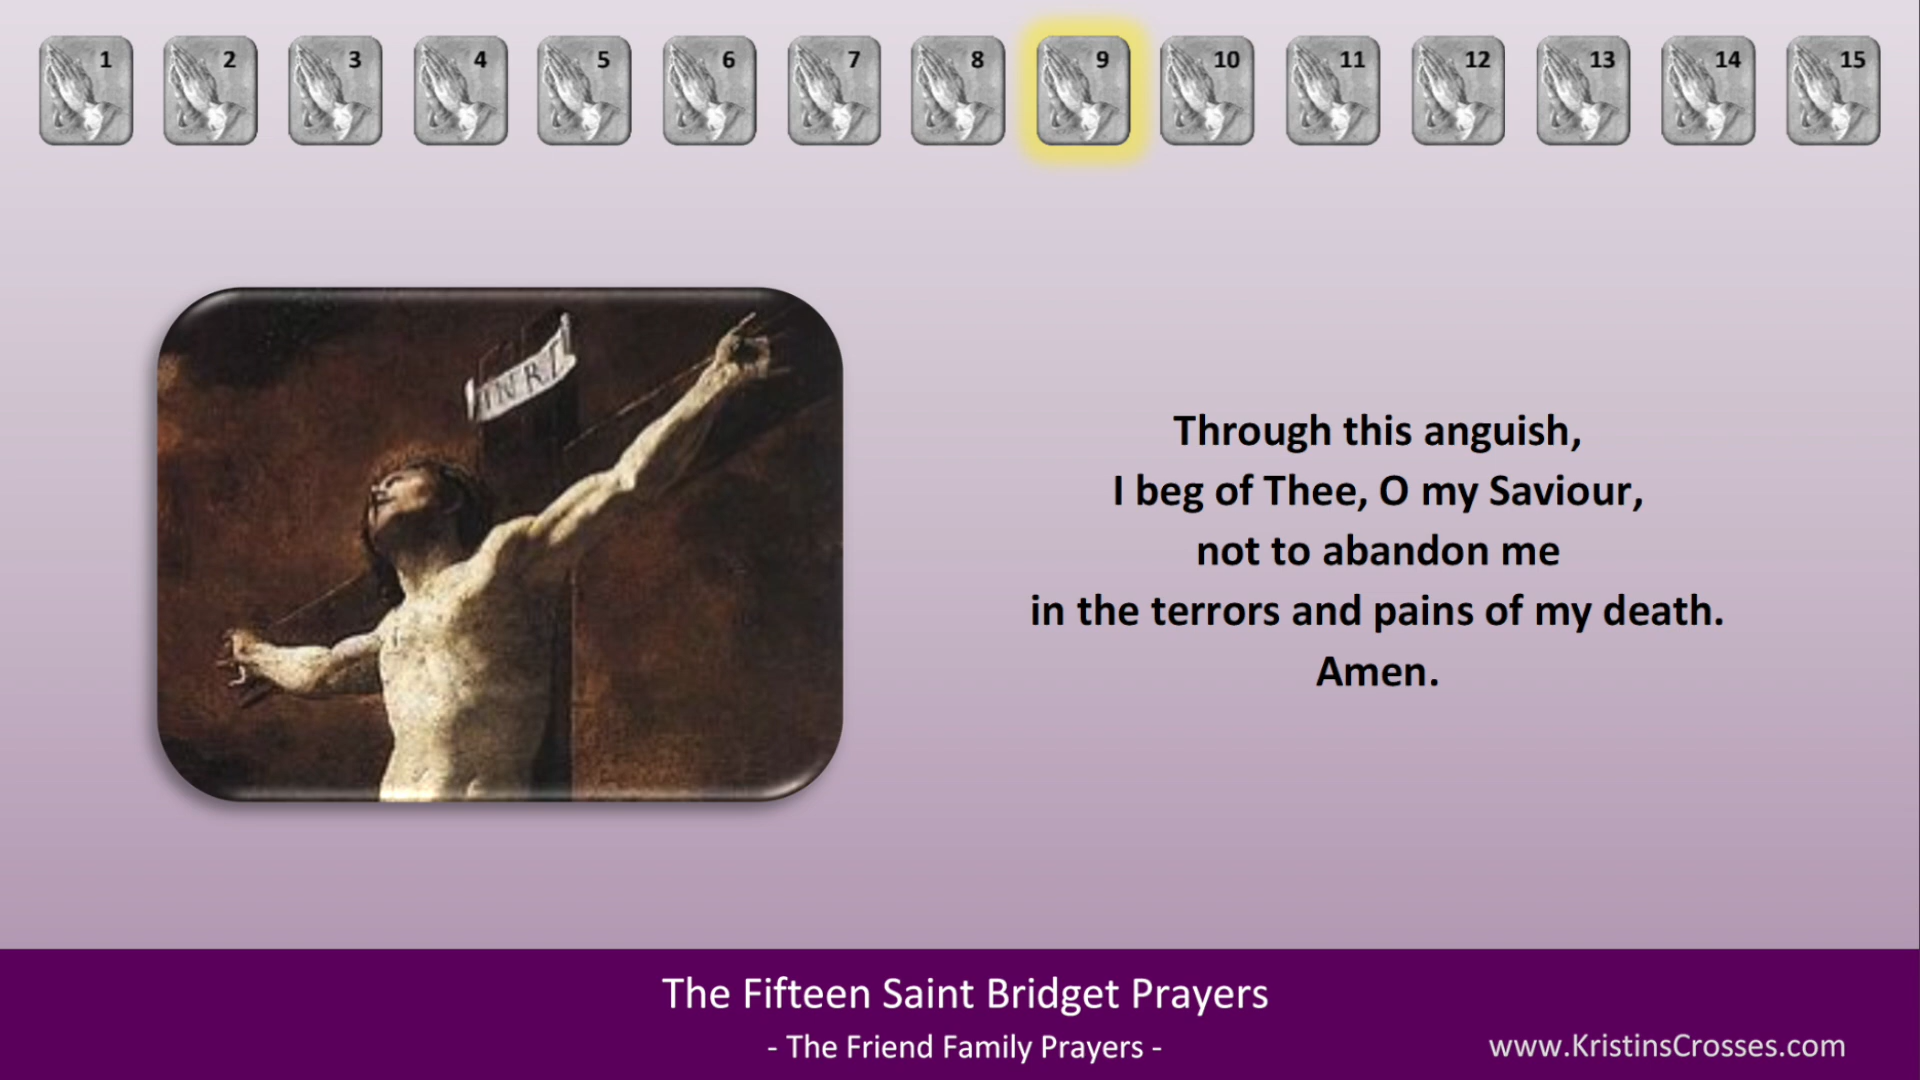 1 2 3 4 5 6 7 8 9 10 11 12 13 14 15
INRI
Through this anguish,
I beg of Thee, O my Saviour,
not to abandon me
in the terrors and pains of my death.
Amen.
The Fifteen Saint Bridget Prayers
- The Friend Family Prayers -
www.KristinsCrosses.com